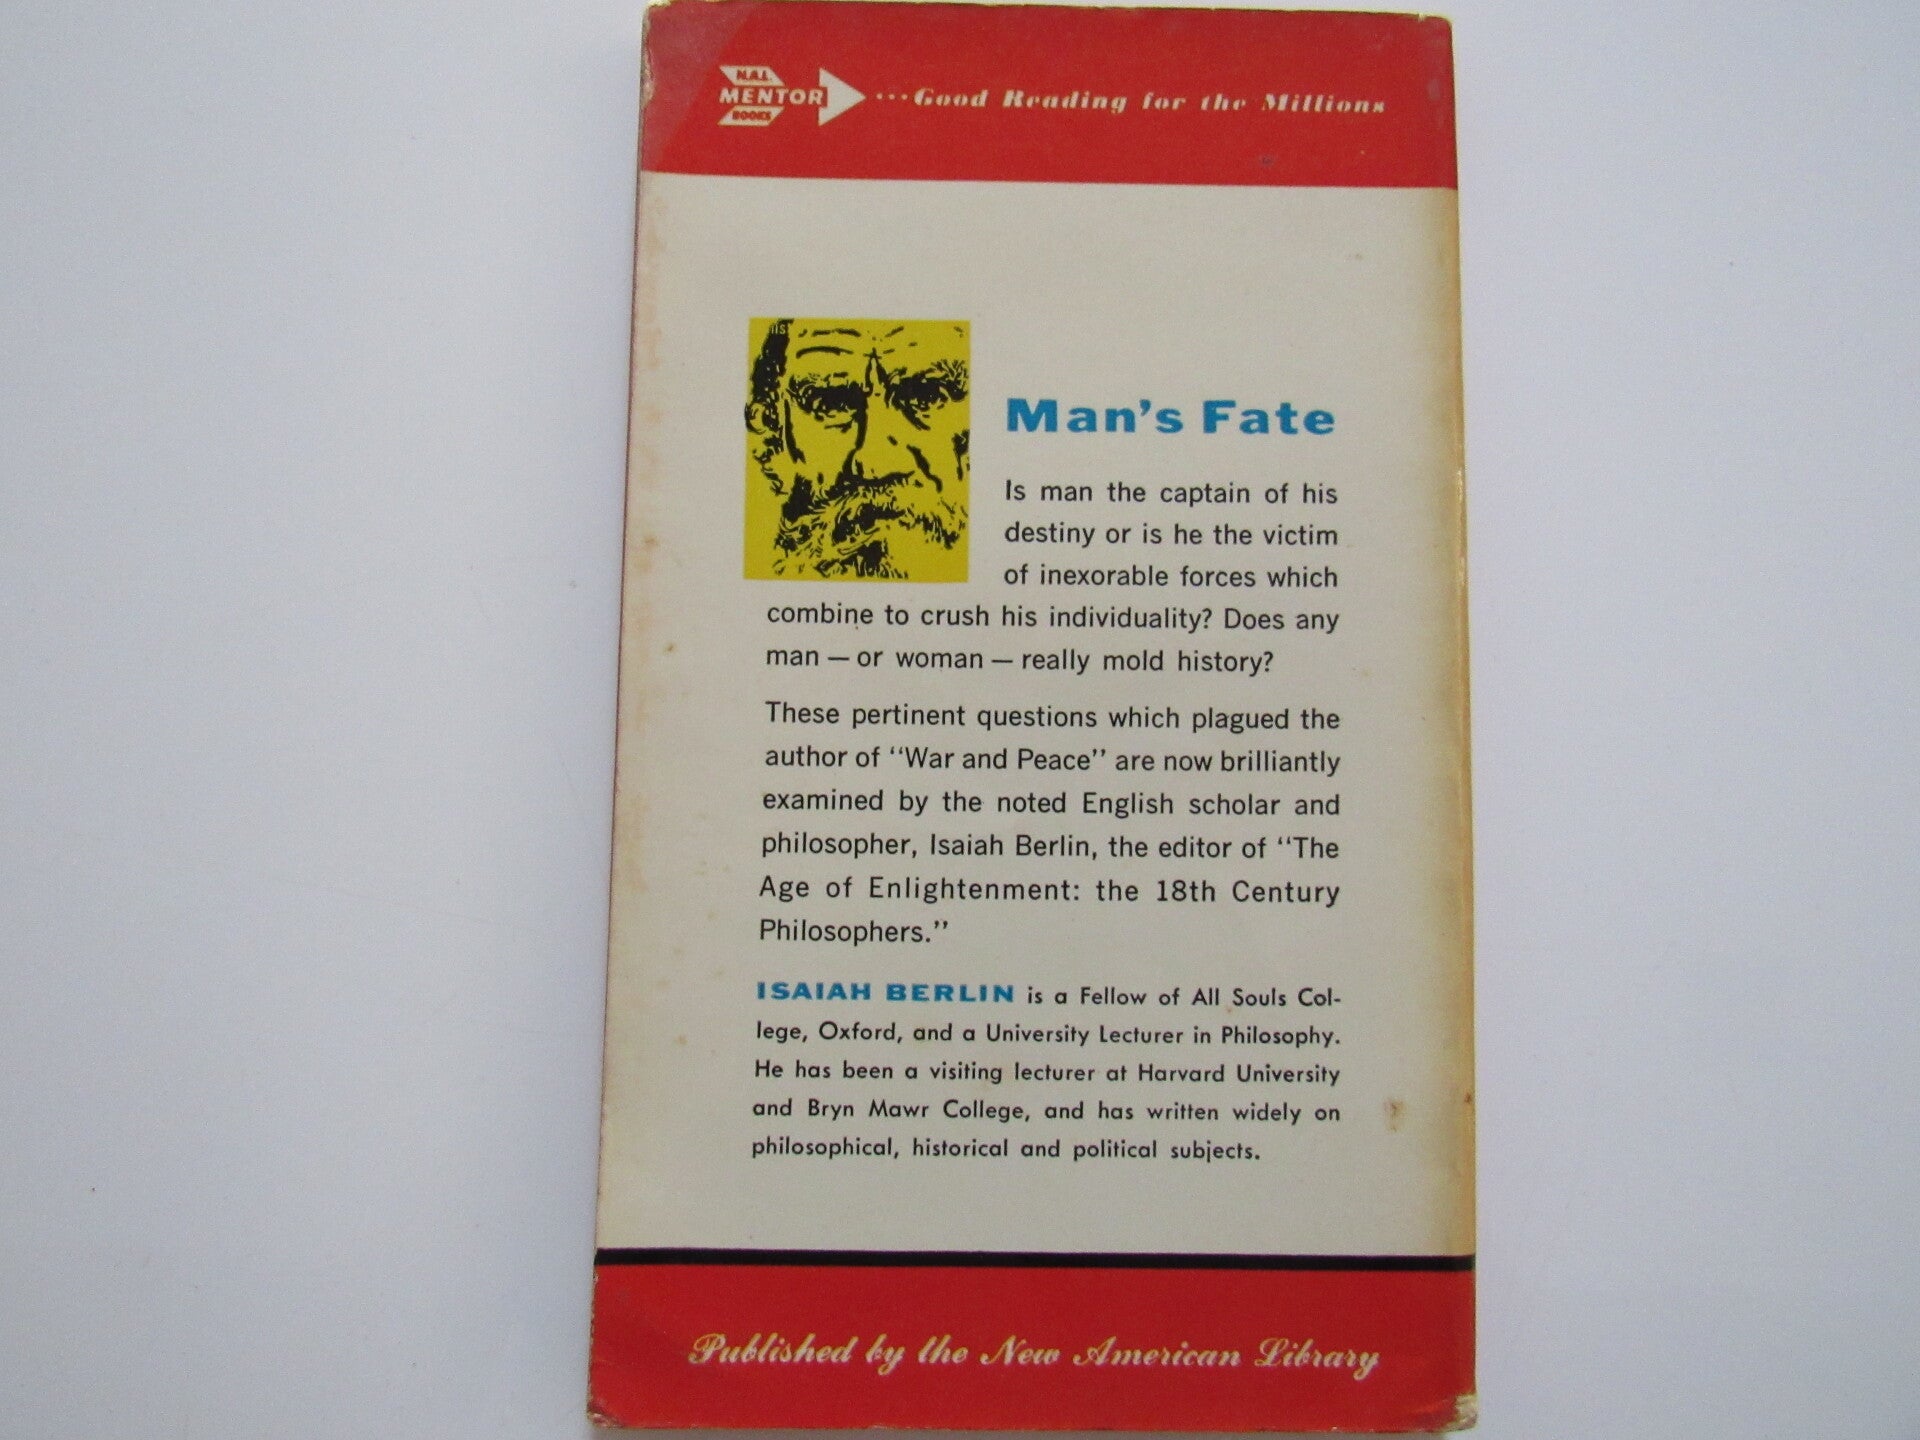 N.A.L.
MENTOR
BOOKS
...Good Reading for the Millions
Man's Fate
Is man the captain of his
destiny or is he the victim
of inexorable forces which
combine to crush his individuality? Does any
man — or woman — really mold history?
These pertinent questions which plagued the
author of "War and Peace" are now brilliantly
examined by the noted English scholar and
philosopher, Isaiah Berlin, the editor of "The
Age of Enlightenment: the 18th Century
Philosophers."
ISAIAH BERLIN is a Fellow of All Souls Col-
lege, Oxford, and a University Lecturer in Philosophy.
He has been a visiting lecturer at Harvard University
and Bryn Mawr College, and has written widely on
philosophical, historical and political subjects.
Published by the New American Library